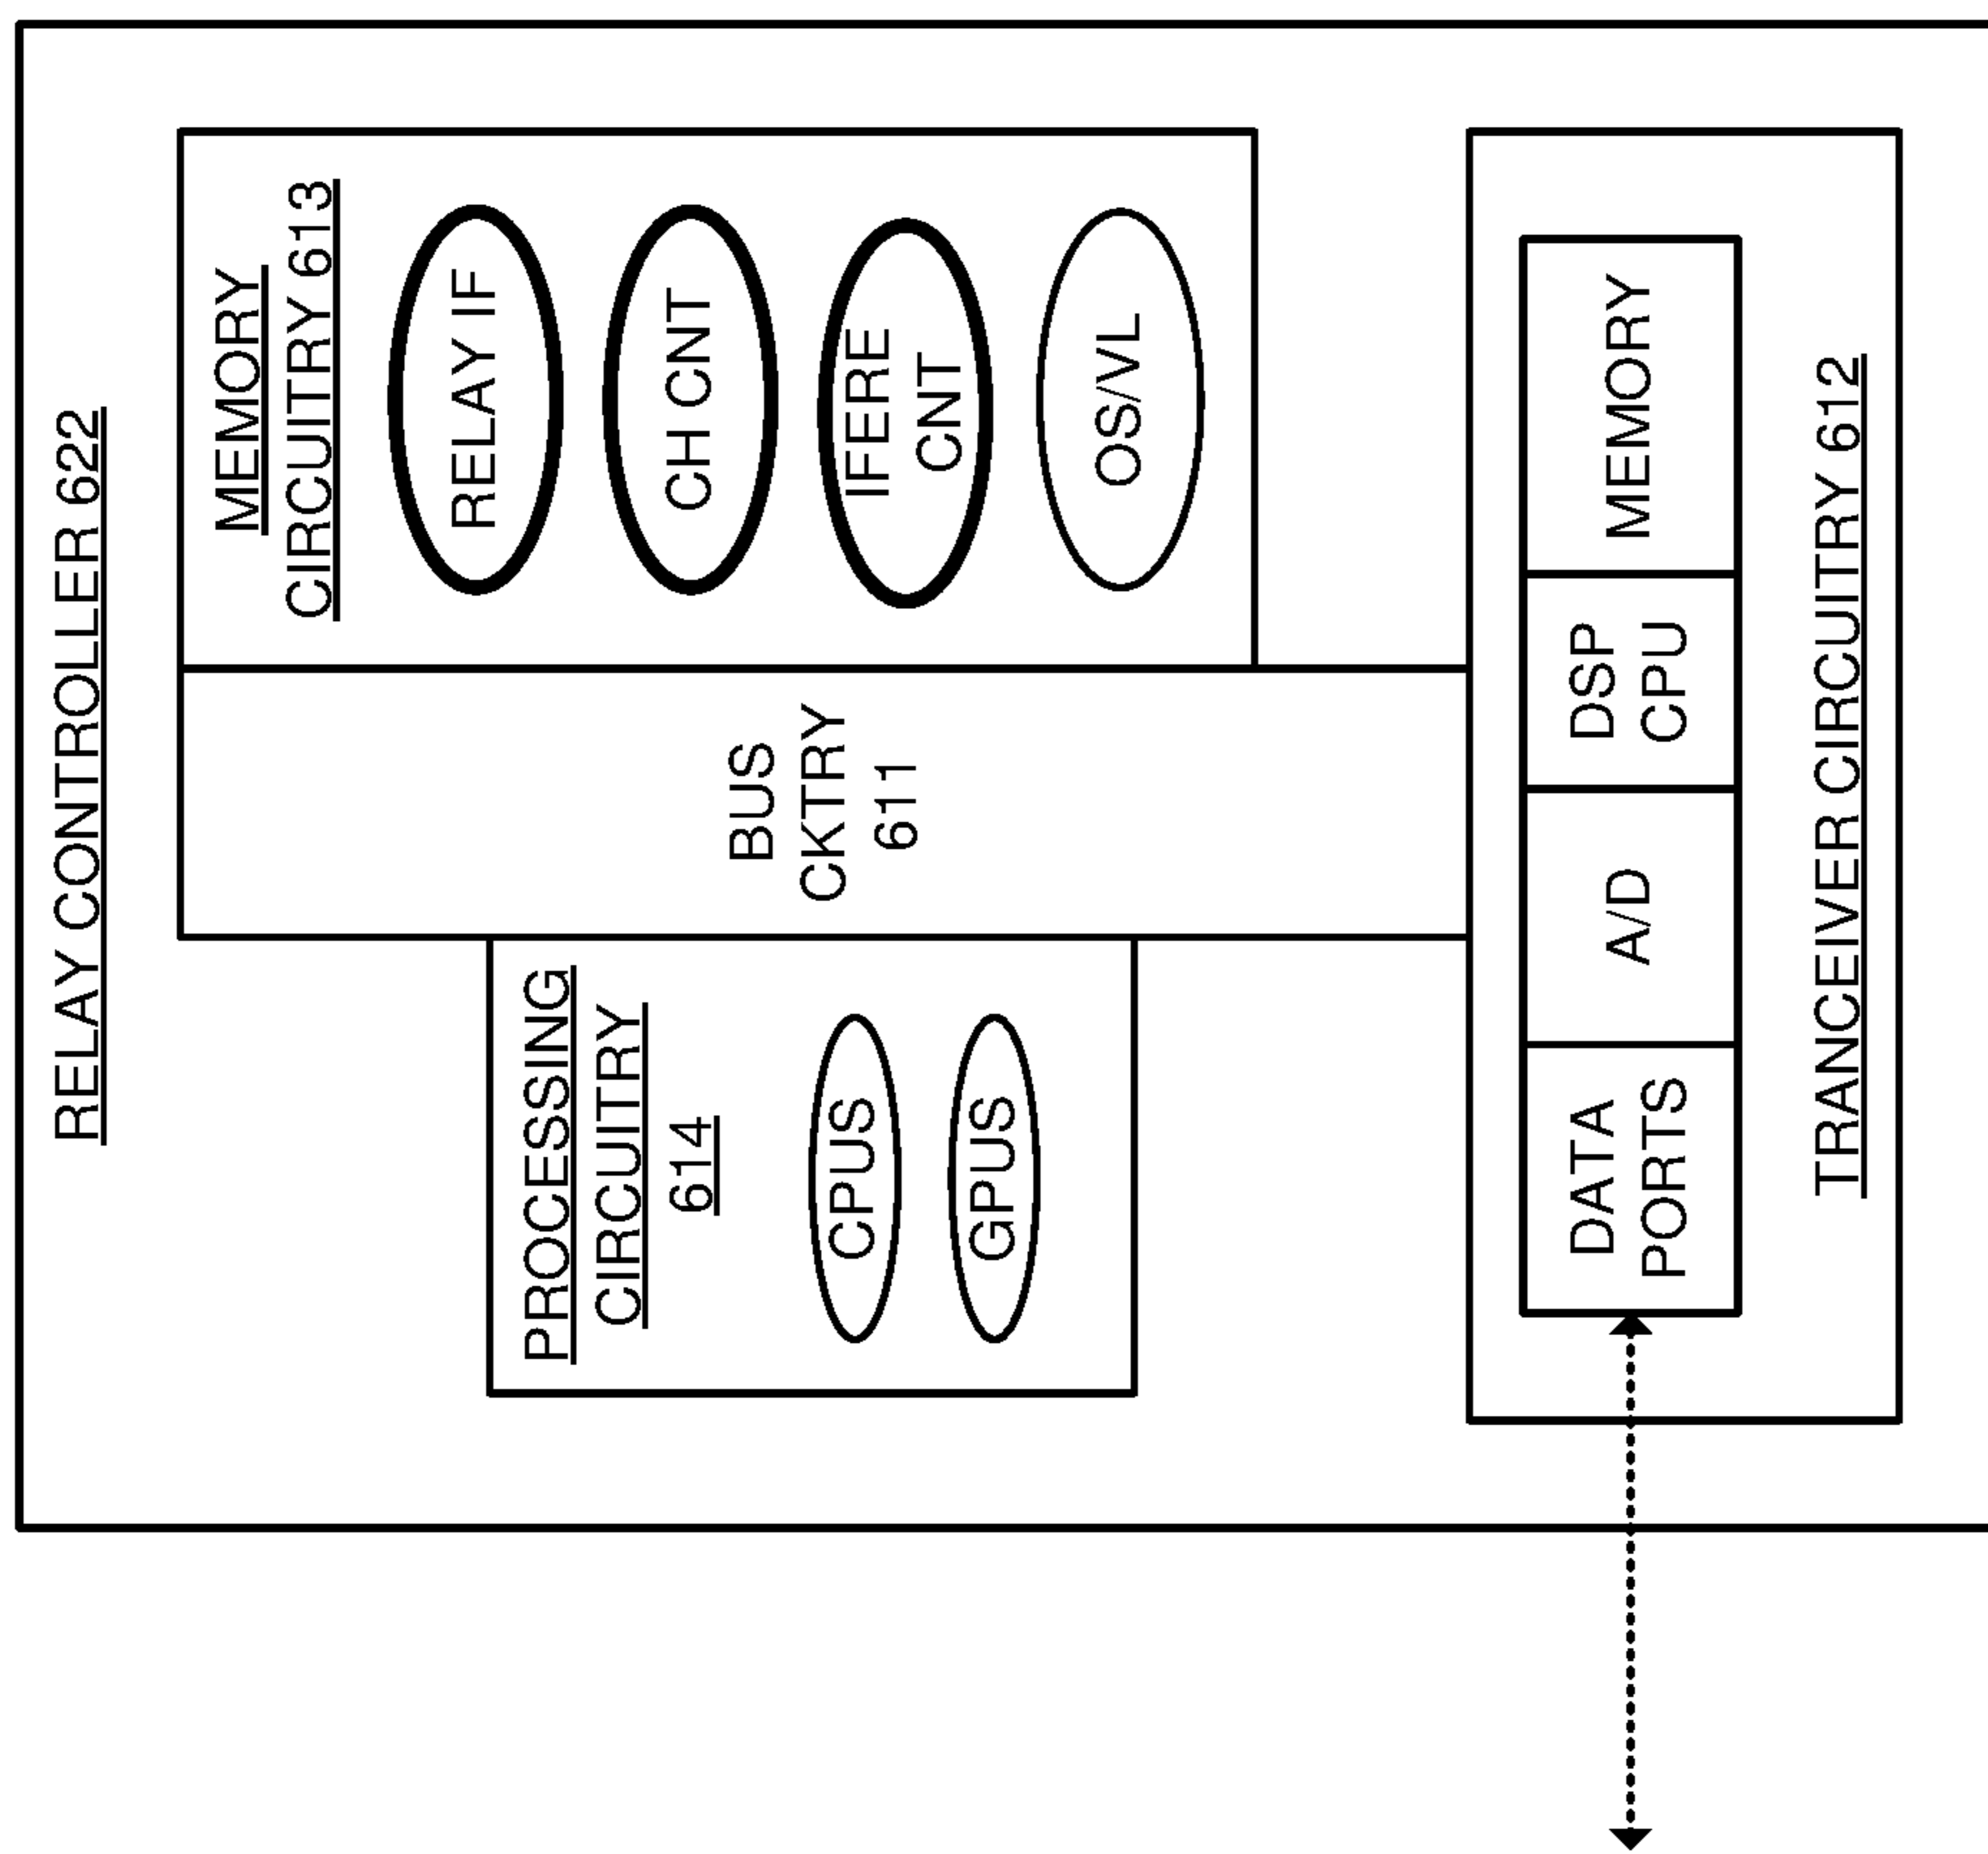 RELAY CONTROLLER 622
PROCESSING
CIRCUITRY
614
CPUS
GPUS
BUS
CKTRY
611
MEMORY
CIRCUITRY 613
RELAY IF
CH CNT
IFERE
CNT
OS/VL
DATA
PORTS
A/D
DSP
CPU
MEMORY
TRANCEIVER CIRCUITRY 612